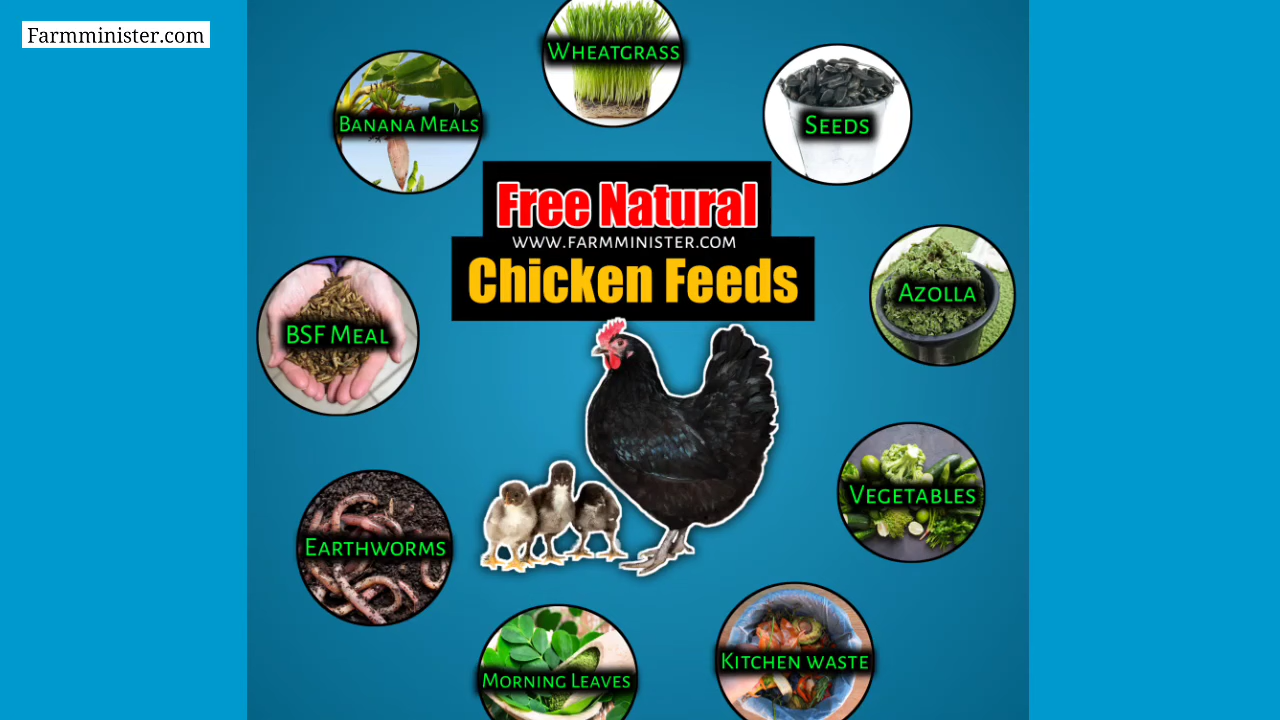 Farmminister.com
Wheatgrass
Banana Meals
Seeds
Free Natural
www.farmminister.com
Chicken Feeds
Azolla
BSF Meal
Vegetables
Earthworms
Kitchen waste
Morning Leaves